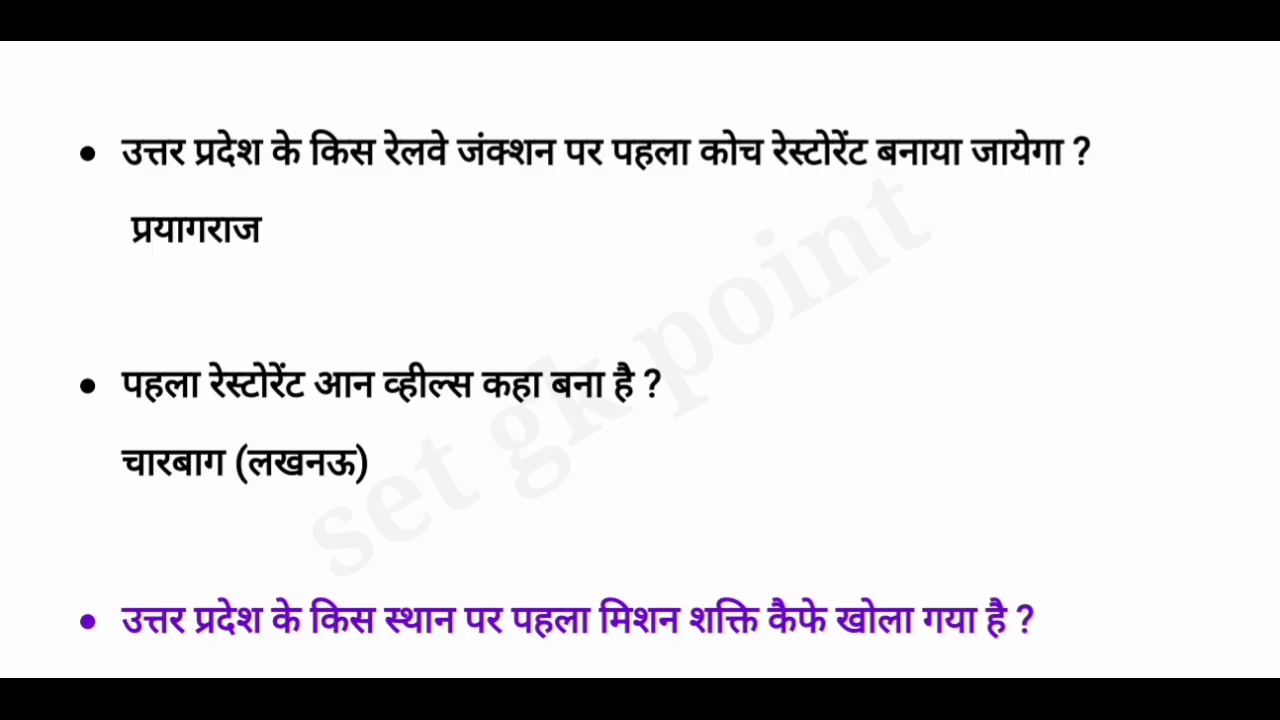 • उत्तर प्रदेश के किस रेलवे जंक्शन पर पहला कोच रेस्टोरेंट बनाया जायेगा ?
प्रयागराज
• पहला रेस्टोरेंट आन व्हील्स कहा बना है ?
चारबाग (लखनऊ)
• उत्तर प्रदेश के किस स्थान पर पहला मिशन शक्ति कैफे खोला गया है ?
set gk point